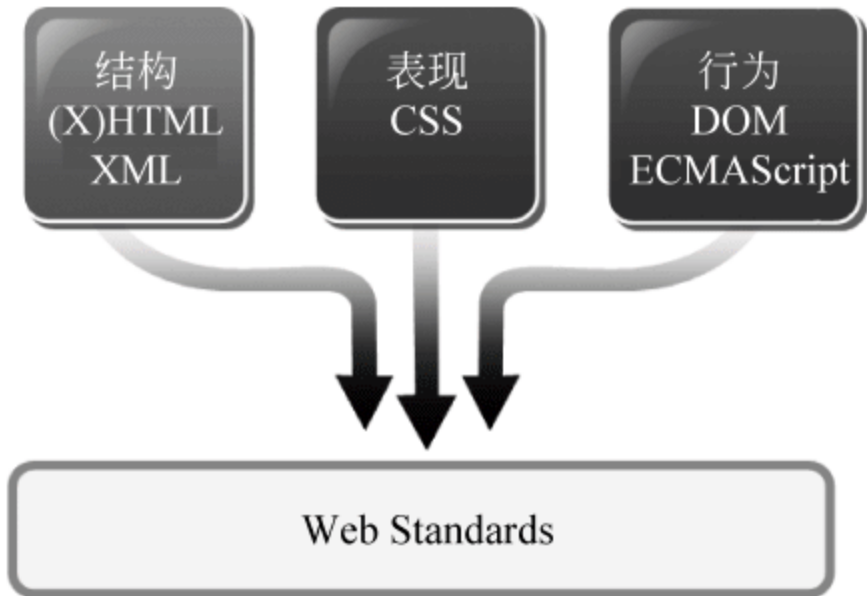 结构
(X)HTML
XML
表现
CSS
行为
DOM
ECMAScript
Web Standards